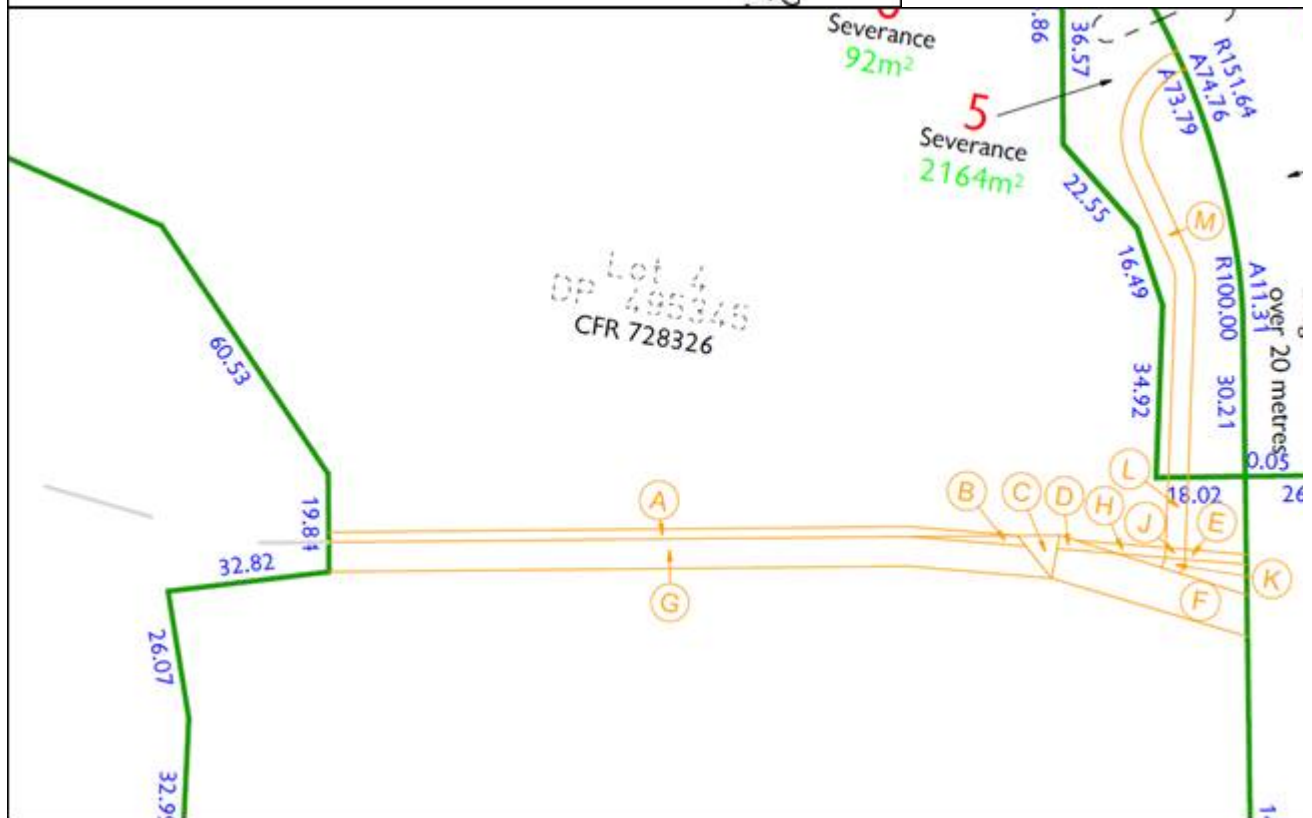 Severance
92m²
.86
36.57
R151.64
A74.76
A73.79
5
Severance
2164m²
22.55
M
16.49
Lot 4
DP 495345
CFR 728326
R100.00
A11.31
over 20 metres
60.53
34.92
30.21
0.05
L
18.02
26
A
B
C
D
H
J
E
19.84
32.82
K
G
F
26.07
32.9